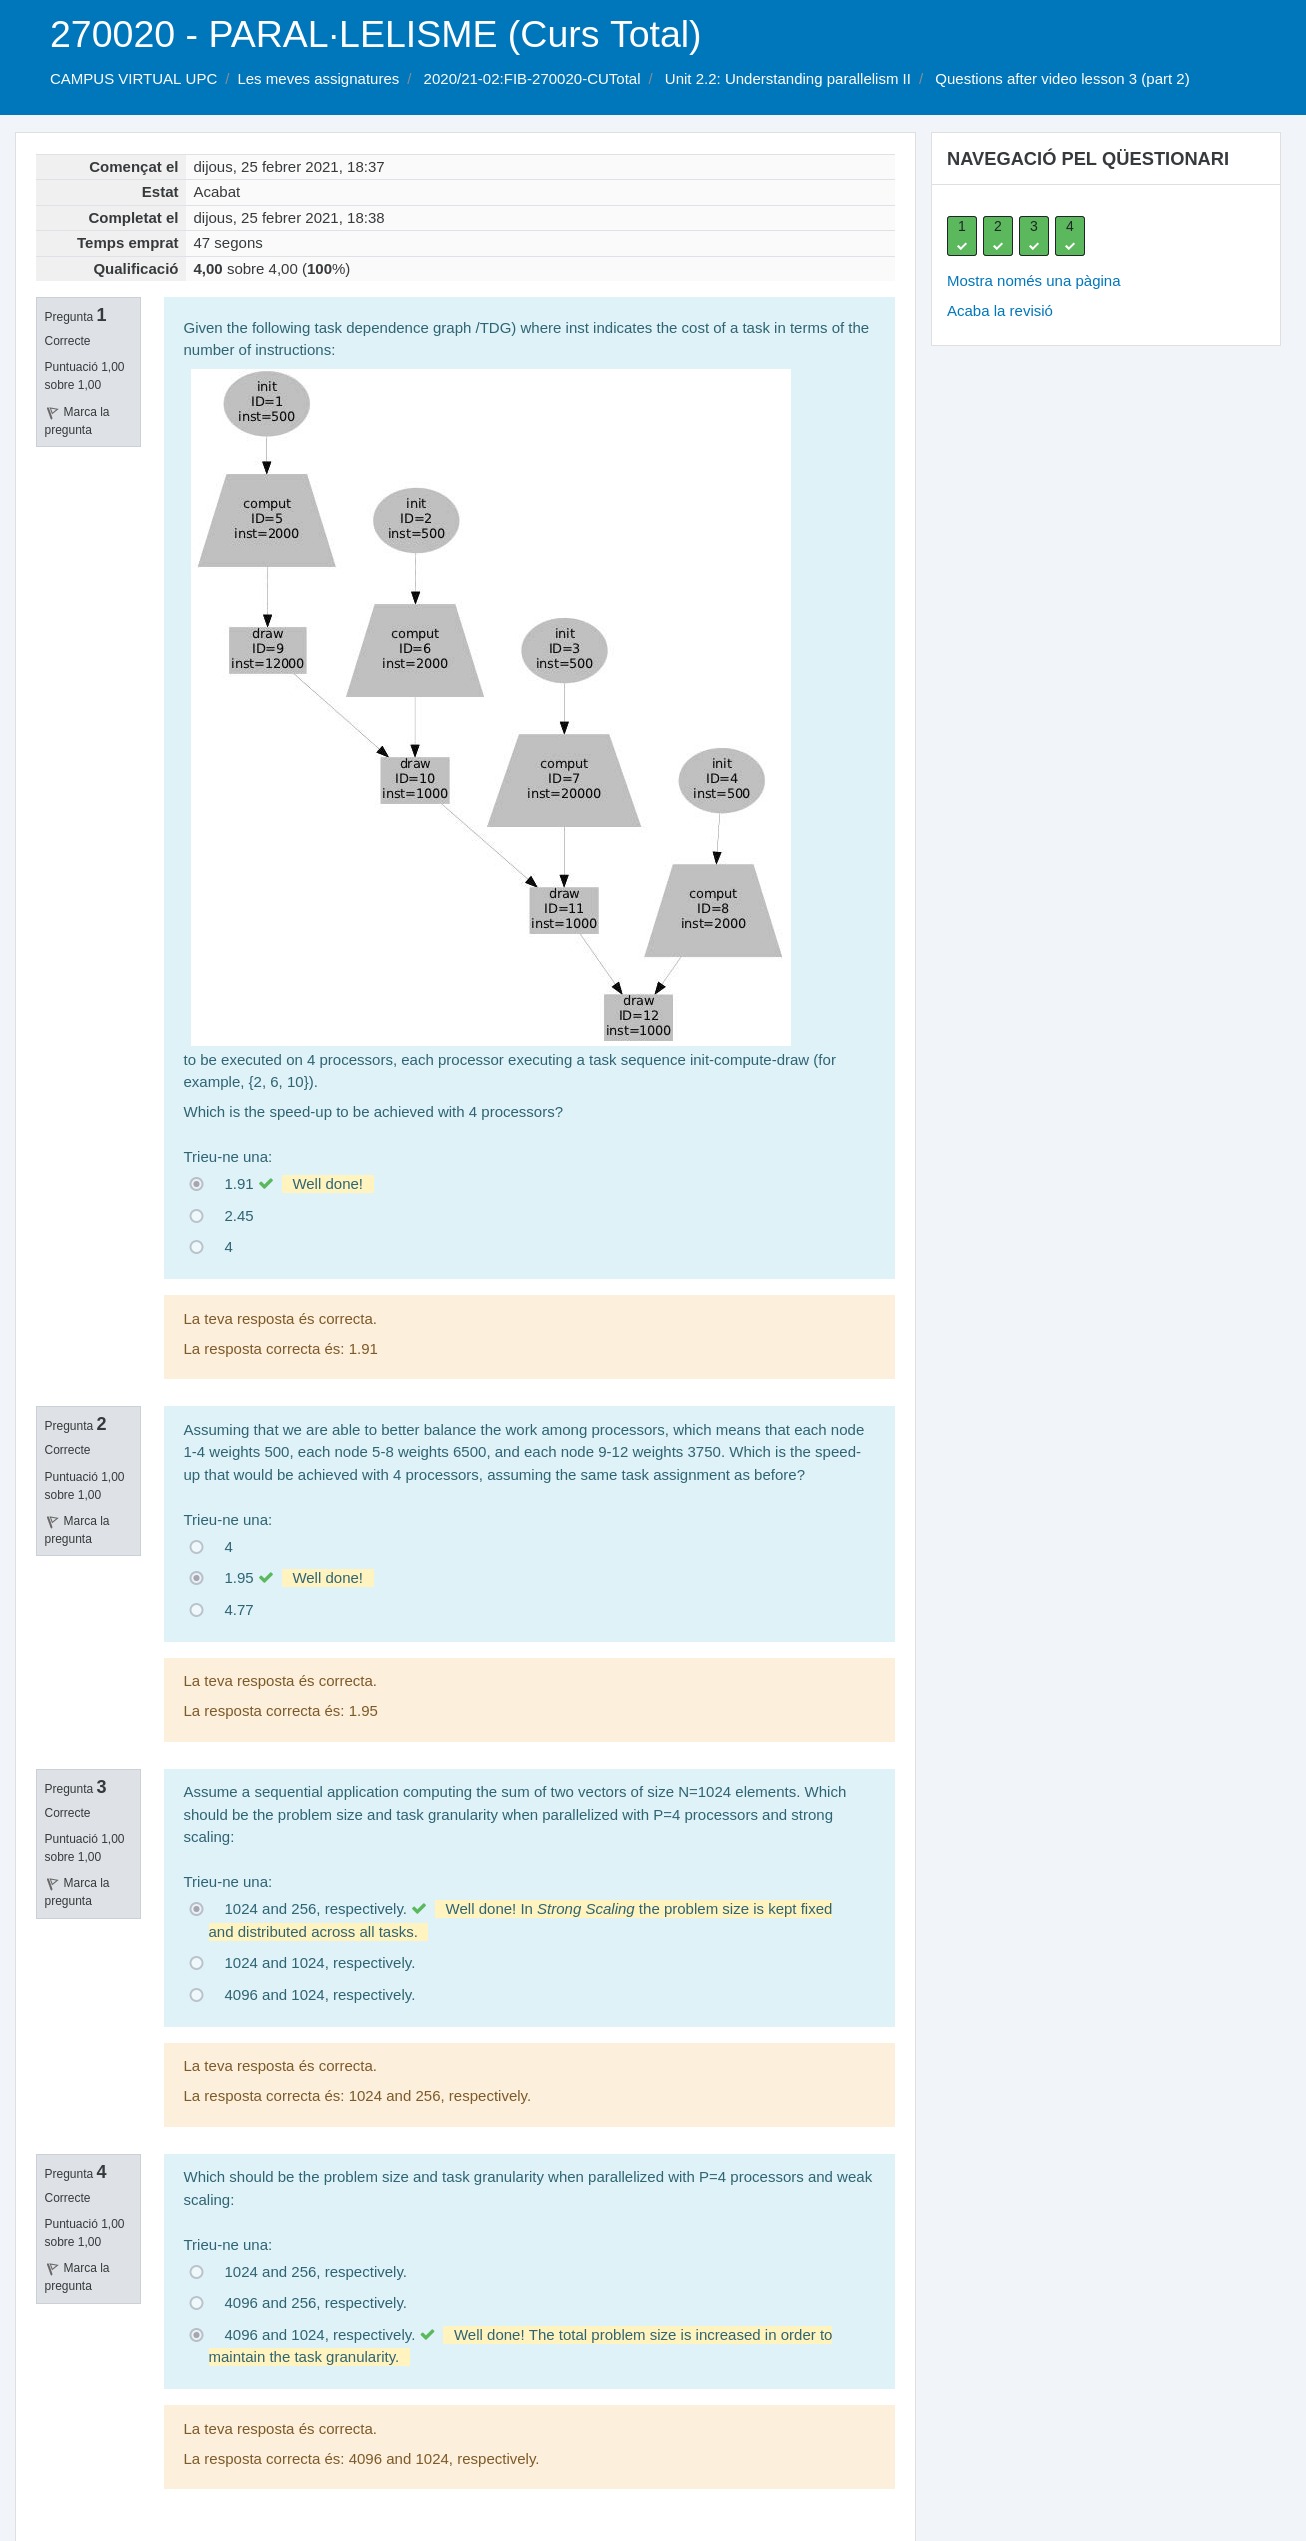 270020 - PARAL·LELISME (Curs Total)
CAMPUS VIRTUAL UPC / Les meves assignatures / 2020/21-02:FIB-270020-CUTotal / Unit 2.2: Understanding parallelism II / Questions after video lesson 3 (part 2)
Començat el dijous, 25 febrer 2021, 18:37
Estat Acabat
Completat el dijous, 25 febrer 2021, 18:38
Temps emprat 47 segons
Qualificació 4,00 sobre 4,00 (100%)
NAVEGACIÓ PEL QÜESTIONARI
1 2 3 4
Mostra només una pàgina
Acaba la revisió
Pregunta 1
Correcte
Puntuació 1,00
sobre 1,00
Marca la
pregunta
Given the following task dependence graph /TDG) where inst indicates the cost of a task in terms of the
number of instructions:
init
ID=1
inst=500
comput
ID=5
inst=2000
init
ID=2
inst=500
draw
ID=9
inst=12000
comput
ID=6
inst=2000
init
ID=3
inst=500
draw
ID=10
inst=1000
comput
ID=7
inst=20000
init
ID=4
inst=500
draw
ID=11
inst=1000
comput
ID=8
inst=2000
draw
ID=12
inst=1000
to be executed on 4 processors, each processor executing a task sequence init-compute-draw (for
example, {2, 6, 10}).
Which is the speed-up to be achieved with 4 processors?
Trieu-ne una:
1.91 Well done!
2.45
4
La teva resposta és correcta.
La resposta correcta és: 1.91
Pregunta 2
Correcte
Puntuació 1,00
sobre 1,00
Marca la
pregunta
Assuming that we are able to better balance the work among processors, which means that each node
1-4 weights 500, each node 5-8 weights 6500, and each node 9-12 weights 3750. Which is the speed-
up that would be achieved with 4 processors, assuming the same task assignment as before?
Trieu-ne una:
4
1.95 Well done!
4.77
La teva resposta és correcta.
La resposta correcta és: 1.95
Pregunta 3
Correcte
Puntuació 1,00
sobre 1,00
Marca la
pregunta
Assume a sequential application computing the sum of two vectors of size N=1024 elements. Which
should be the problem size and task granularity when parallelized with P=4 processors and strong
scaling:
Trieu-ne una:
1024 and 256, respectively. Well done! In Strong Scaling the problem size is kept fixed
and distributed across all tasks.
1024 and 1024, respectively.
4096 and 1024, respectively.
La teva resposta és correcta.
La resposta correcta és: 1024 and 256, respectively.
Pregunta 4
Correcte
Puntuació 1,00
sobre 1,00
Marca la
pregunta
Which should be the problem size and task granularity when parallelized with P=4 processors and weak
scaling:
Trieu-ne una:
1024 and 256, respectively.
4096 and 256, respectively.
4096 and 1024, respectively. Well done! The total problem size is increased in order to
maintain the task granularity.
La teva resposta és correcta.
La resposta correcta és: 4096 and 1024, respectively.